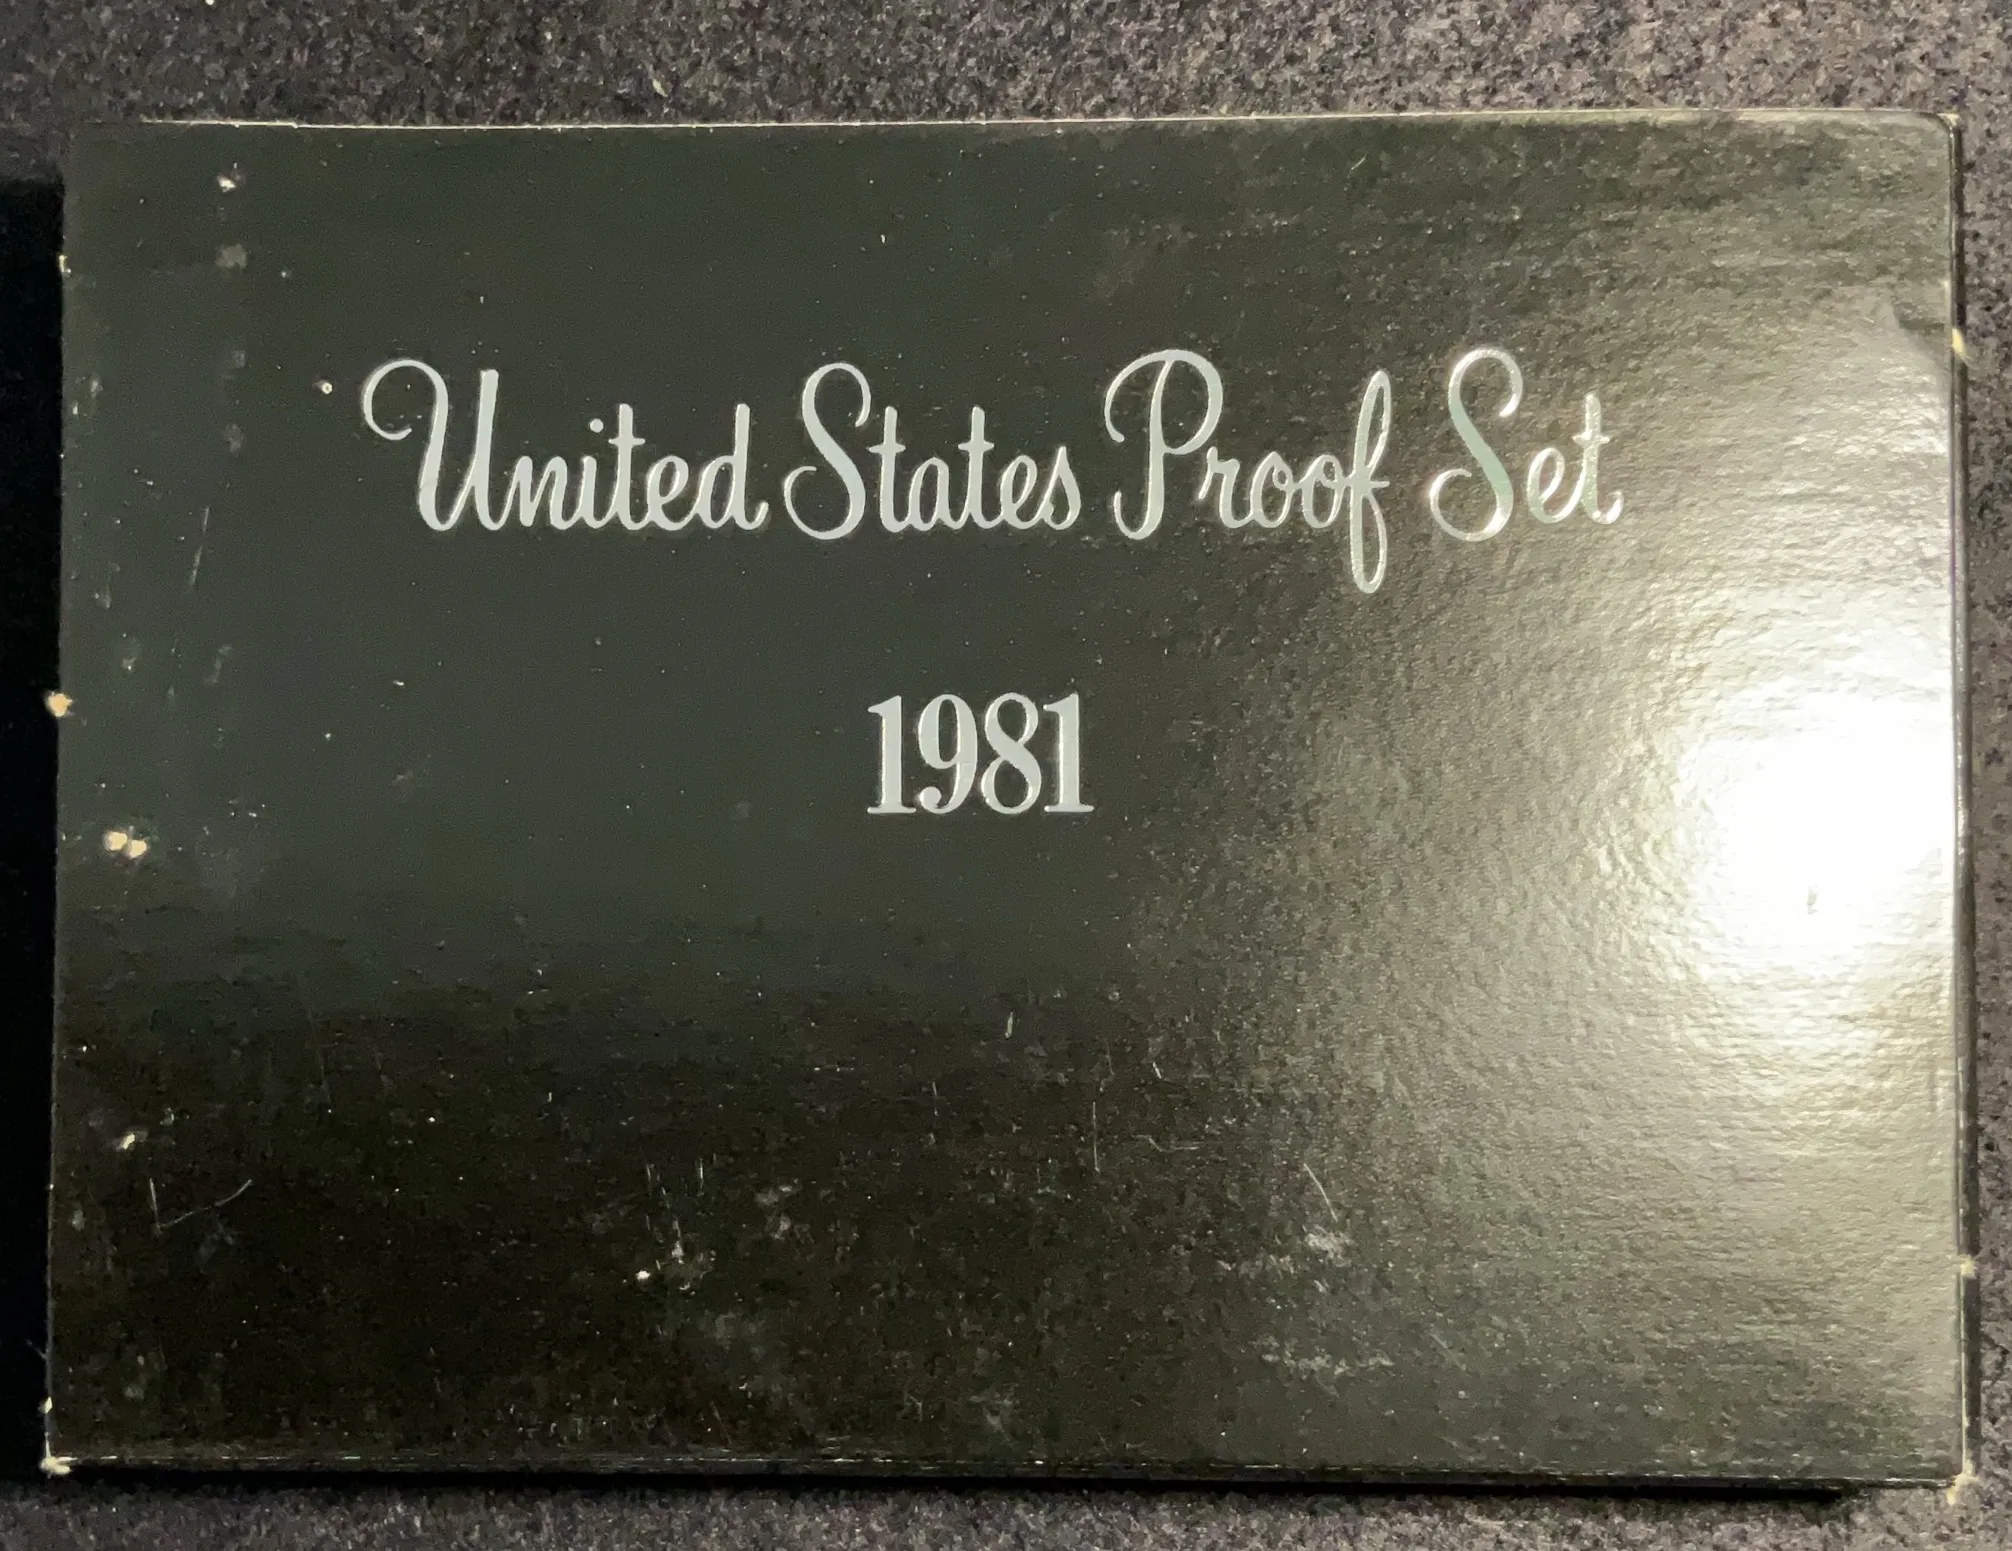 United States Proof Set
1981